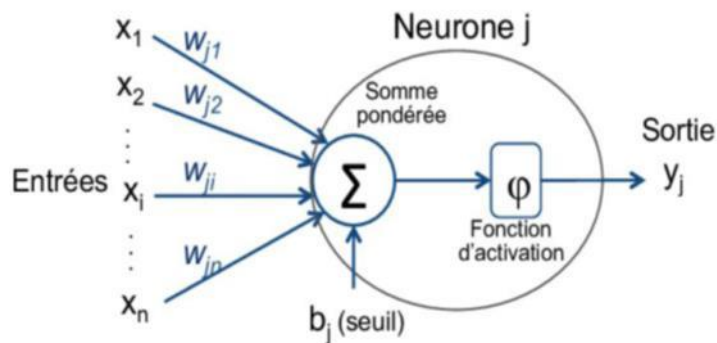 Neurone j
x1
wj1
x2
wj2
Somme
pondérée
Sortie
yj
Entrées
xi
wji
Σ
φ
Fonction
d'activation
wjn
xn
bj (seuil)